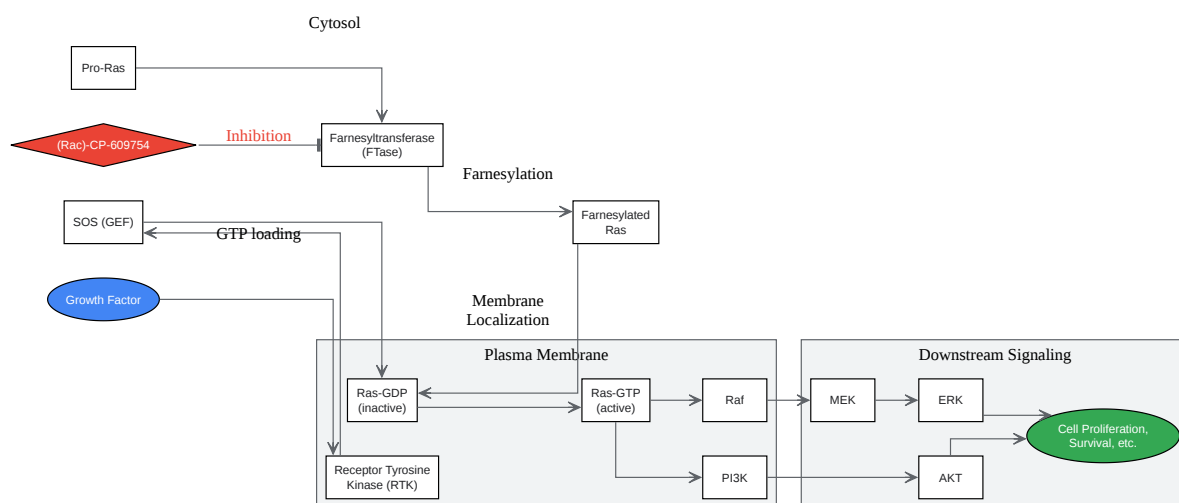 Cytosol
Pro-Ras
(Rac)-CP-609754
Inhibition
Farnesyltransferase
(FTase)
Farnesylation
SOS (GEF)
GTP loading
Farnesylated
Ras
Growth Factor
Membrane
Localization
Plasma Membrane
Downstream Signaling
Ras-GDP
(inactive)
Ras-GTP
(active)
Raf
MEK
ERK
Cell Proliferation,
Survival, etc.
Receptor Tyrosine
Kinase (RTK)
PI3K
AKT